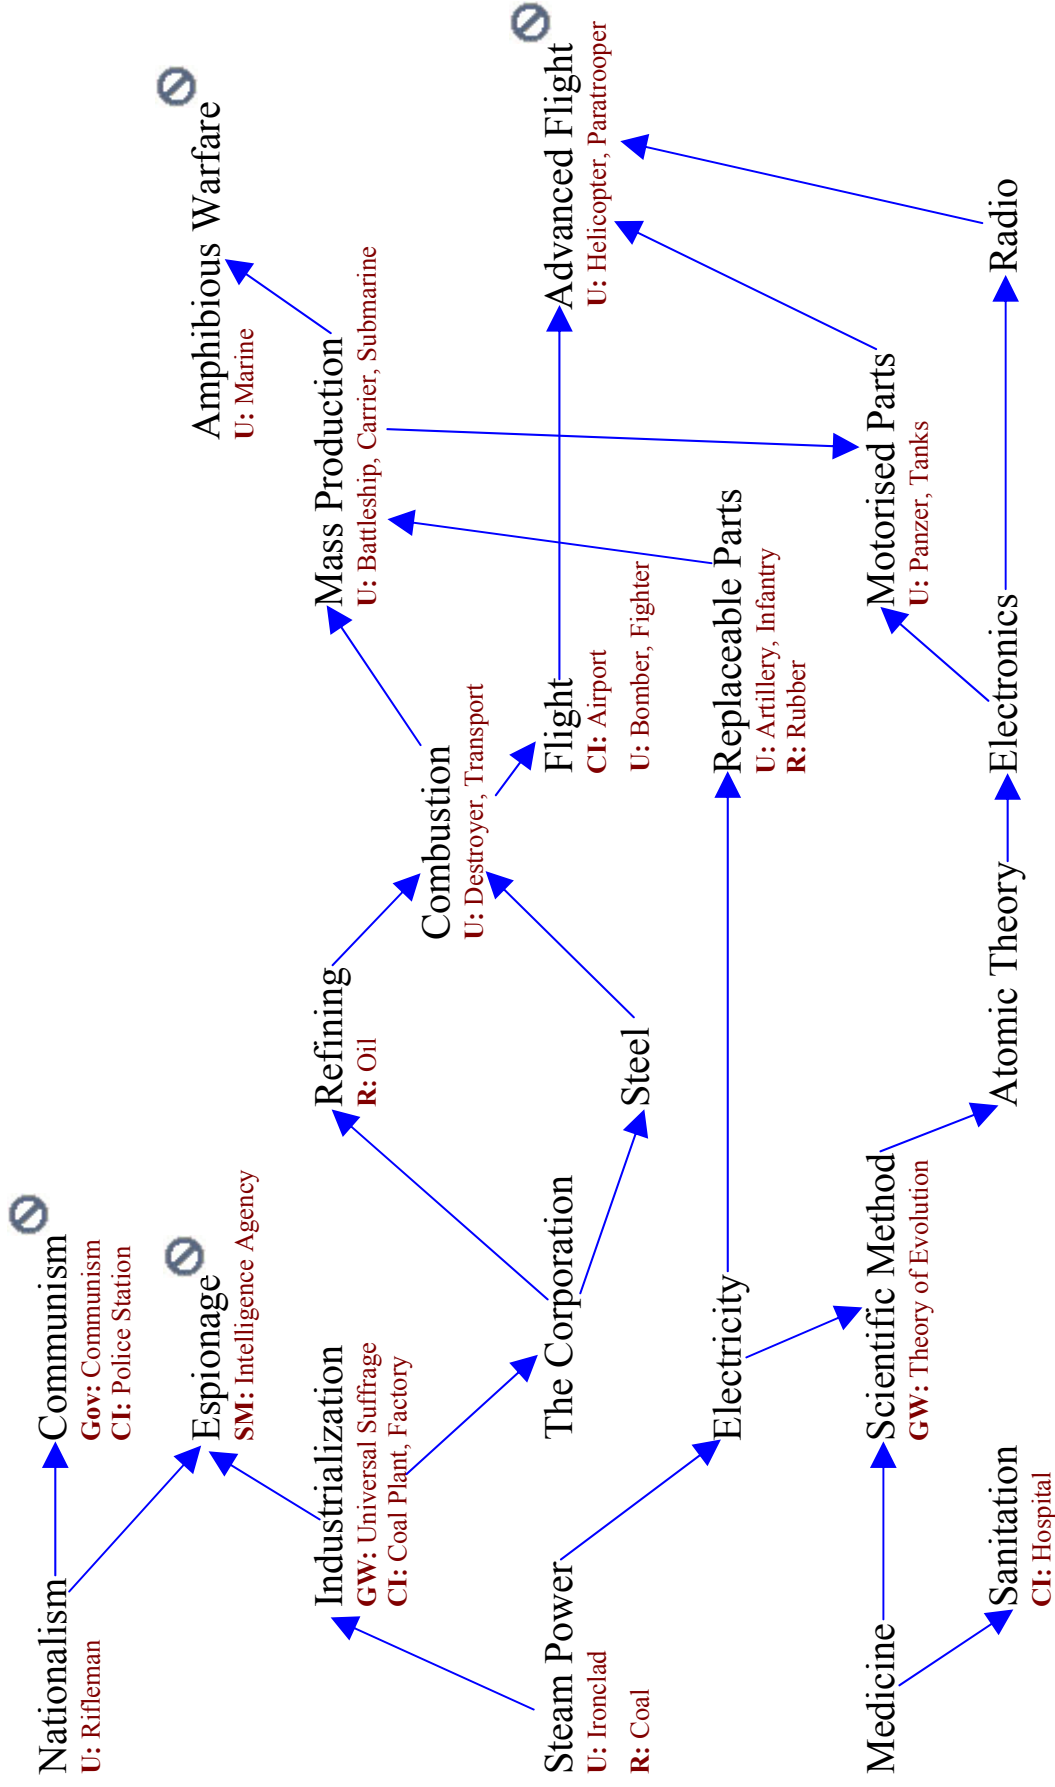 Nationalism
U: Rifleman
Communism
Gov: Communism
CI: Police Station
Espionage
SM: Intelligence Agency
Amphibious Warfare
U: Marine
Industrialization
GW: Universal Suffrage
CI: Coal Plant, Factory
Refining
R: Oil
Mass Production
U: Battleship, Carrier, Submarine
Combustion
U: Destroyer, Transport
Steam Power
U: Ironclad
R: Coal
The Corporation
Flight
CI: Airport
U: Bomber, Fighter
Advanced Flight
U: Helicopter, Paratrooper
Steel
Electricity
Replaceable Parts
U: Artillery, Infantry
R: Rubber
Medicine
Scientific Method
GW: Theory of Evolution
Motorised Parts
U: Panzer, Tanks
Sanitation
CI: Hospital
Atomic Theory
Electronics
Radio